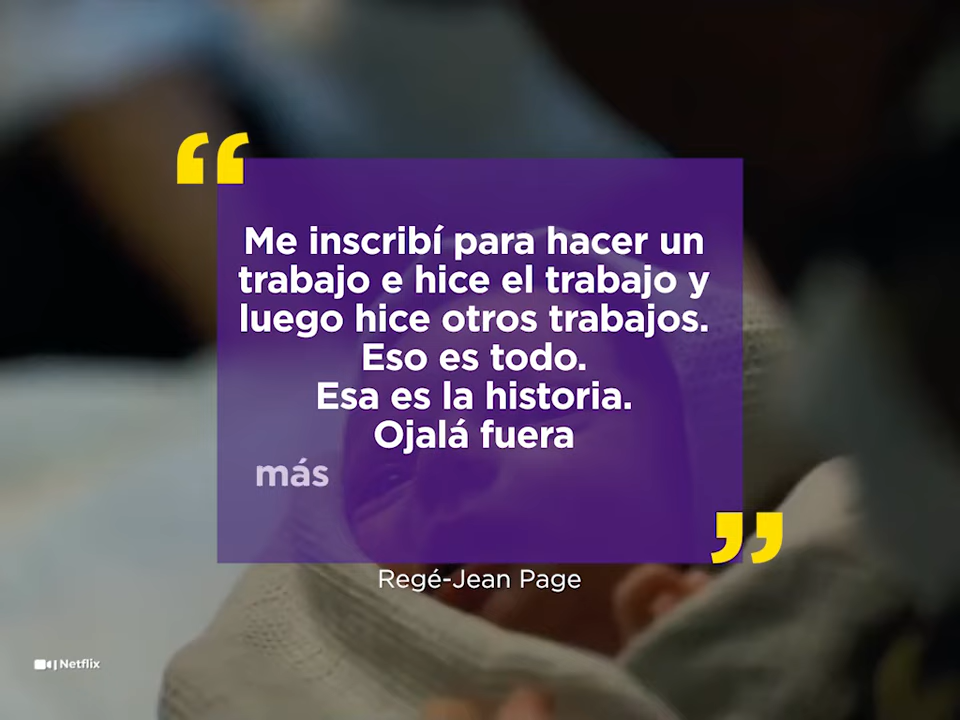 “
Me inscribí para hacer un
trabajo e hice el trabajo y
luego hice otros trabajos.
Eso es todo.
Esa es la historia.
Ojalá fuera
más
”
Regé-Jean Page
Netflix